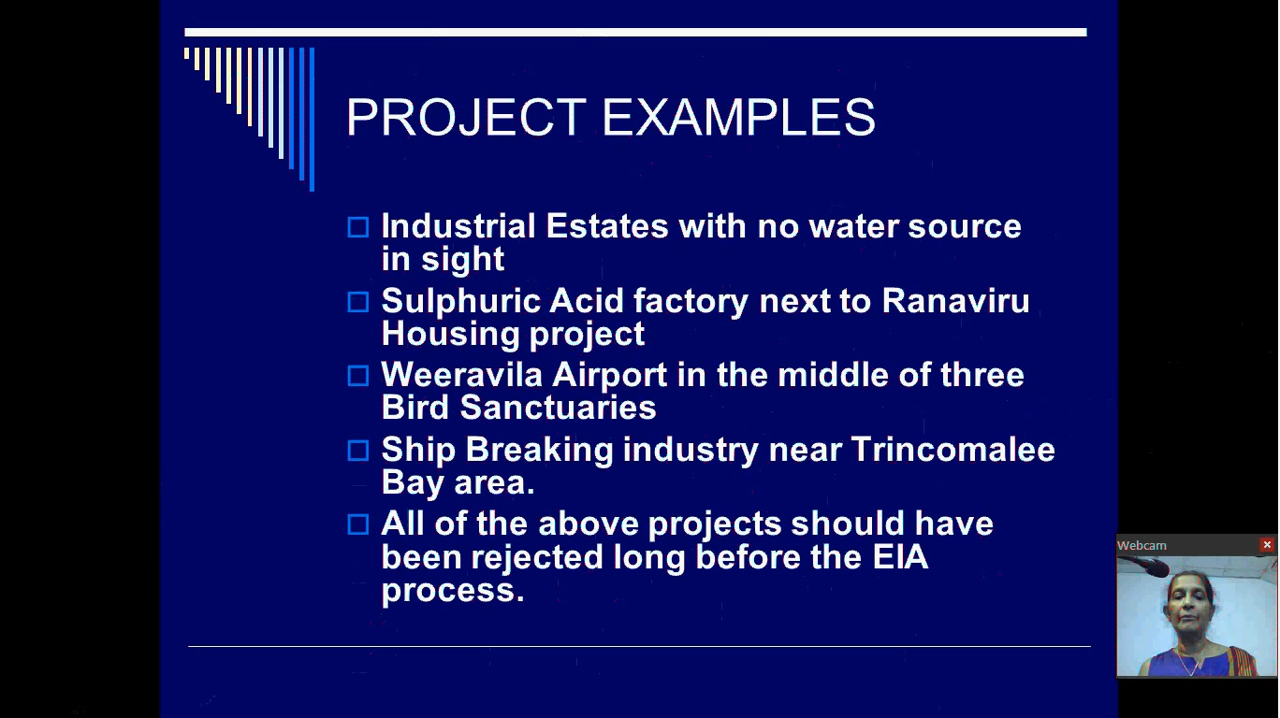 PROJECT EXAMPLES
Industrial Estates with no water source
in sight
Sulphuric Acid factory next to Ranaviru
Housing project
Weeravila Airport in the middle of three
Bird Sanctuaries
Ship Breaking industry near Trincomalee
Bay area.
All of the above projects should have
been rejected long before the EIA
process.
Webcam